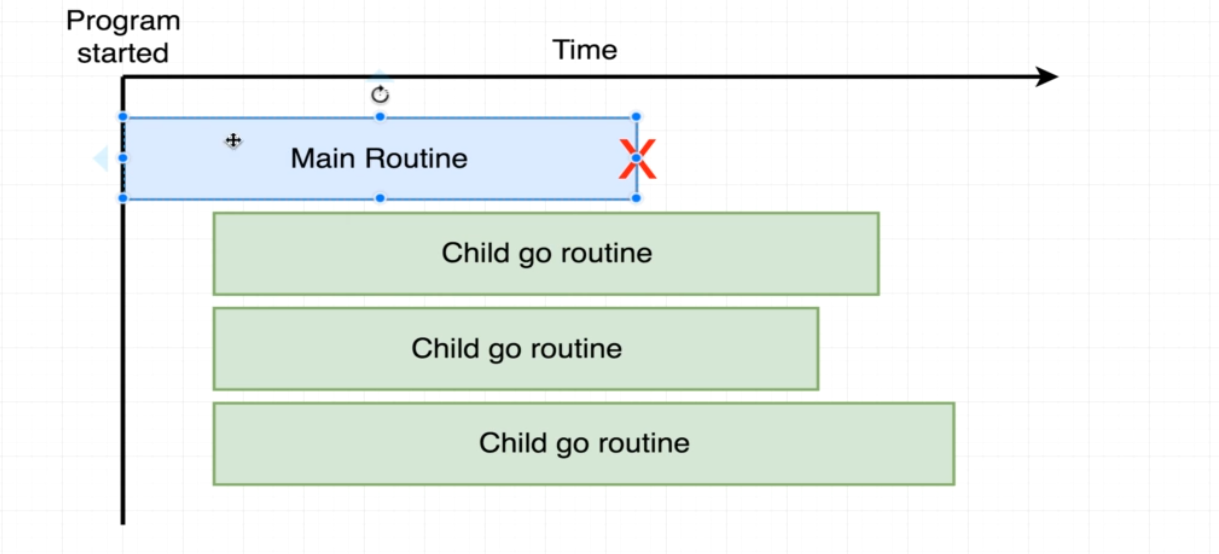 Program
started
Time
Main Routine
X
Child go routine
Child go routine
Child go routine